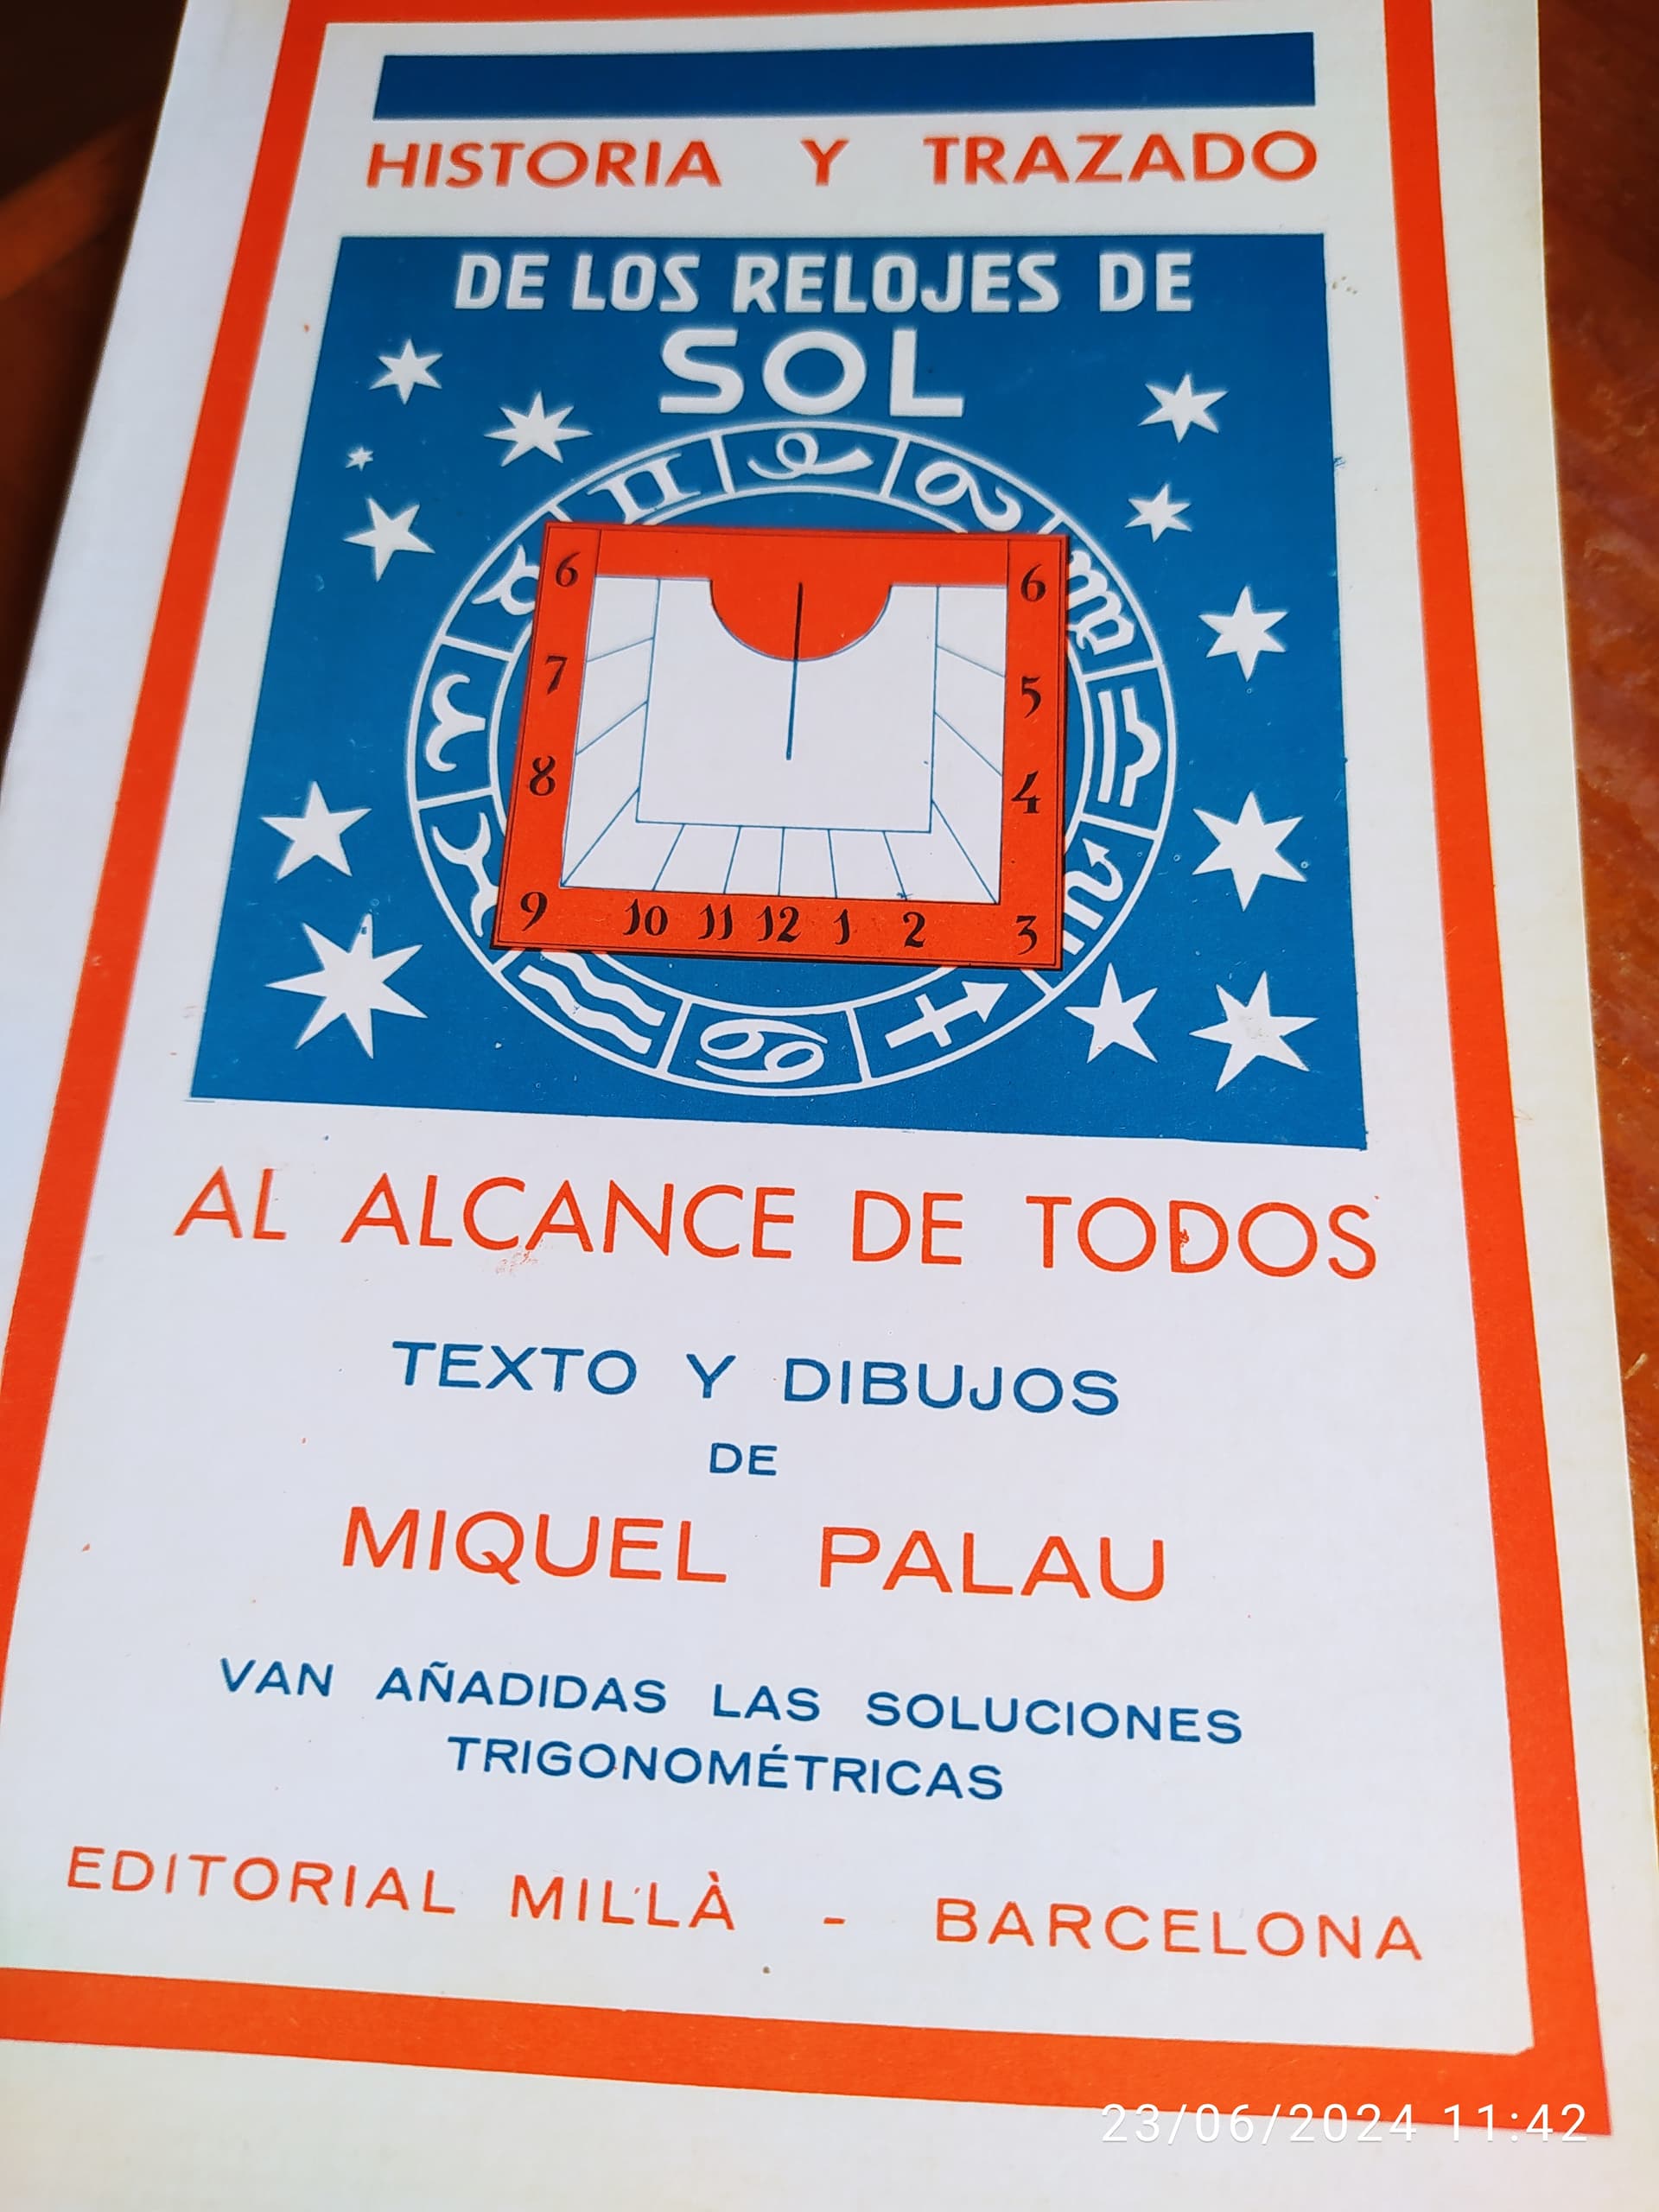 HISTORIA Y TRAZADO
DE LOS RELOJES DE
SOL
6 6
7 5
8 4
9 10 11 12 1 2 3
AL ALCANCE DE TODOS
TEXTO Y DIBUJOS
DE
MIQUEL PALAU
VAN AÑADIDAS LAS SOLUCIONES
TRIGONOMÉTRICAS
EDITORIAL MILLÀ - BARCELONA
23/06/2024 11:42